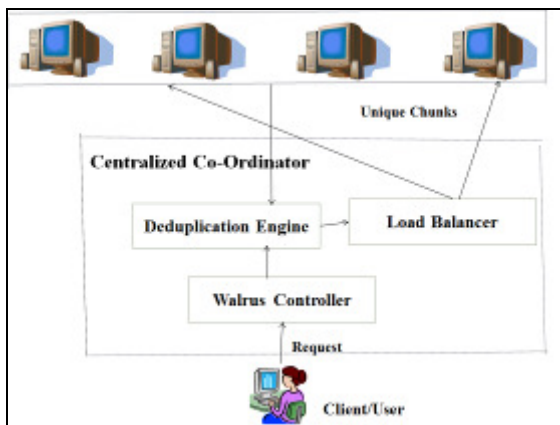 Unique Chunks
Centralized Co-Ordinator
Deduplication Engine
Load Balancer
Walrus Controller
Request
Client/User